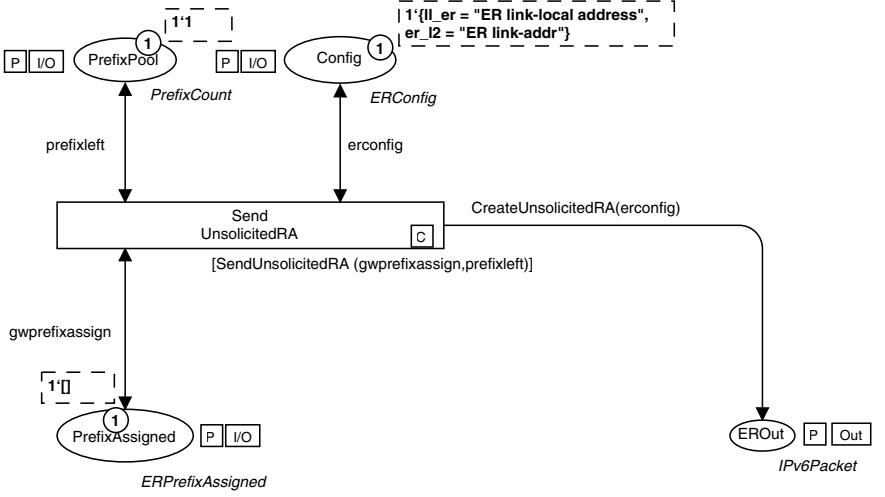 1‘1
1‘{ll_er = "ER link-local address",
er_l2 = "ER link-addr"}
1
1
P I/O PrefixPool
P I/O Config
PrefixCount
ERConfig
prefixleft
erconfig
Send
UnsolicitedRA
C
CreateUnsolicitedRA(erconfig)
[SendUnsolicitedRA (gwprefixassign,prefixleft)]
gwprefixassign
1‘[]
1
PrefixAssigned P I/O
EROut P Out
ERPrefixAssigned
IPv6Packet